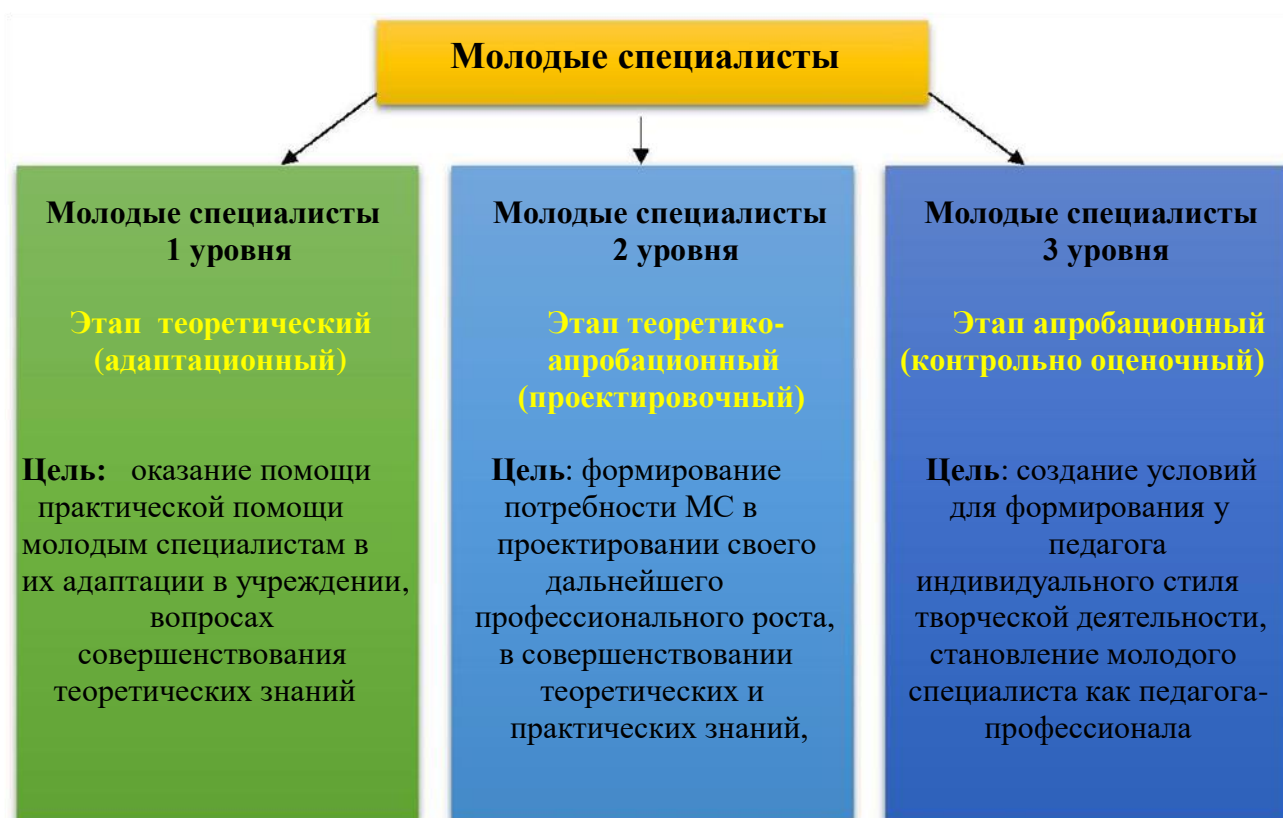 Молодые специалисты
Молодые специалисты
1 уровня
Этап теоретический
(адаптационный)
Цель: оказание помощи
практической помощи
молодым специалистам в
их адаптации в учреждении,
вопросах
совершенствования
теоретических знаний
Молодые специалисты
2 уровня
Этап теоретико-
апробационный
(проектировочный)
Цель: формирование
потребности МС в
проектировании своего
дальнейшего
профессионального роста,
в совершенствовании
теоретических и
практических знаний,
Молодые специалисты
3 уровня
Этап апробационный
(контрольно оценочный)
Цель: создание условий
для формирования у
педагога
индивидуального стиля
творческой деятельности,
становление молодого
специалиста как педагога-
профессионала